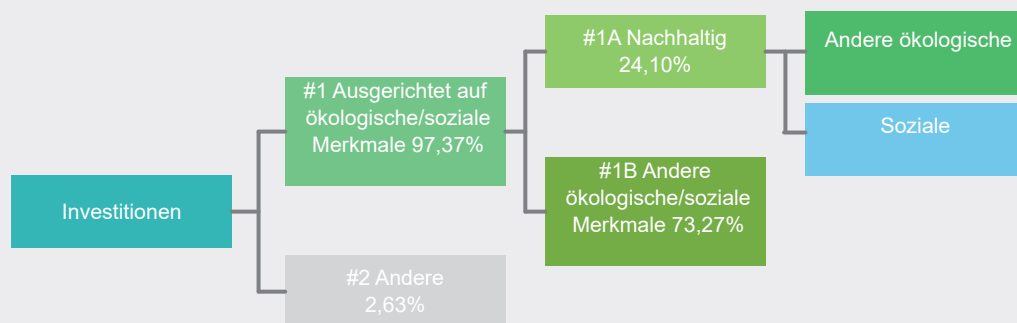 Investitionen
#1 Ausgerichtet auf
ökologische/soziale
Merkmale 97,37%
#2 Andere
2,63%
#1A Nachhaltig
24,10%
#1B Andere
ökologische/soziale
Merkmale 73,27%
Andere ökologische
Soziale